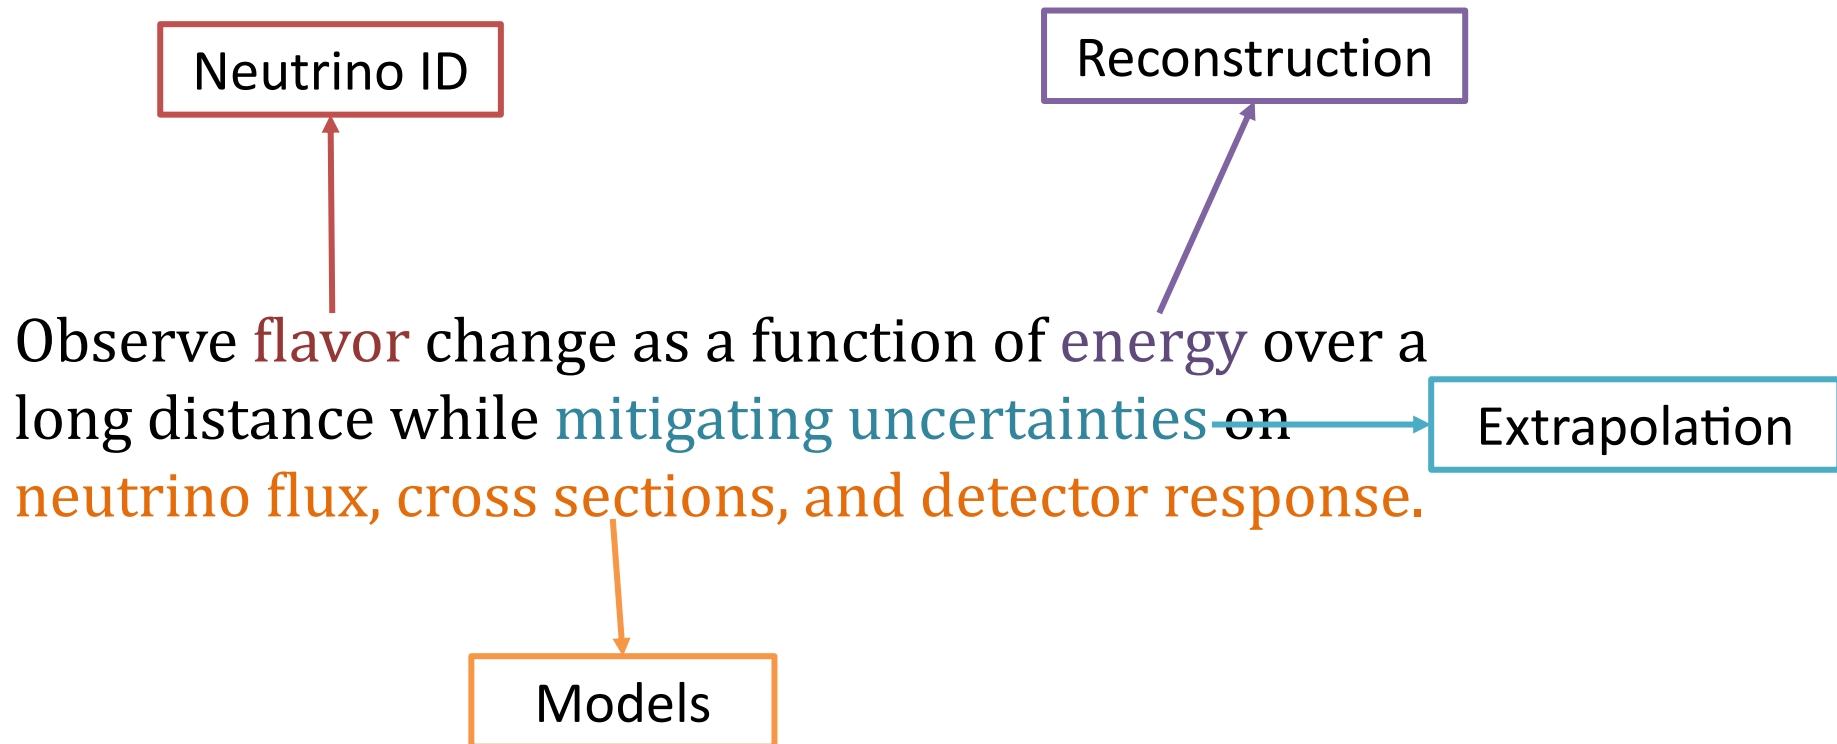 Neutrino ID
Reconstruction
Observe flavor change as a function of energy over a
long distance while mitigating uncertainties on
Extrapolation
neutrino flux, cross sections, and detector response.
Models